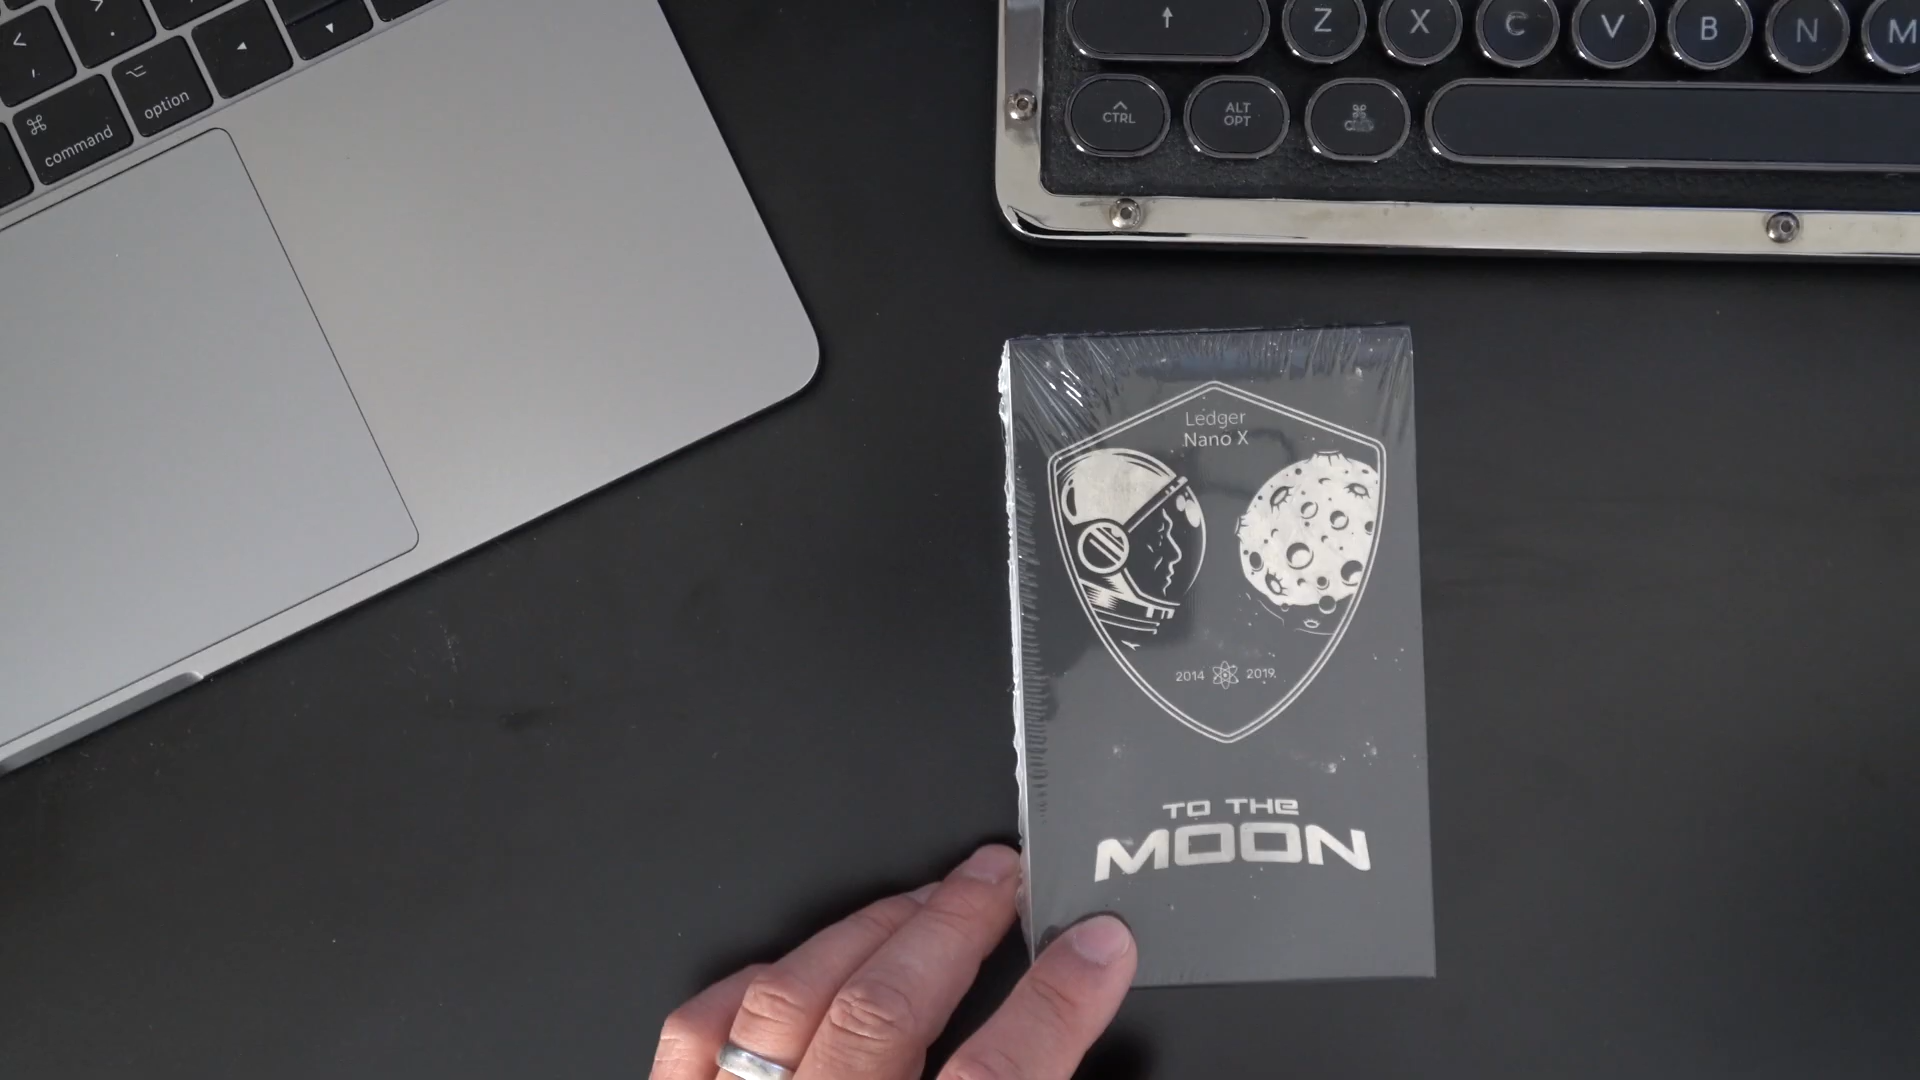 <
,
.
command
option
Z
X
C
V
B
N
M
CTRL
ALT
OPT
Ledger
Nano X
2014 2019
TO THE
MOON